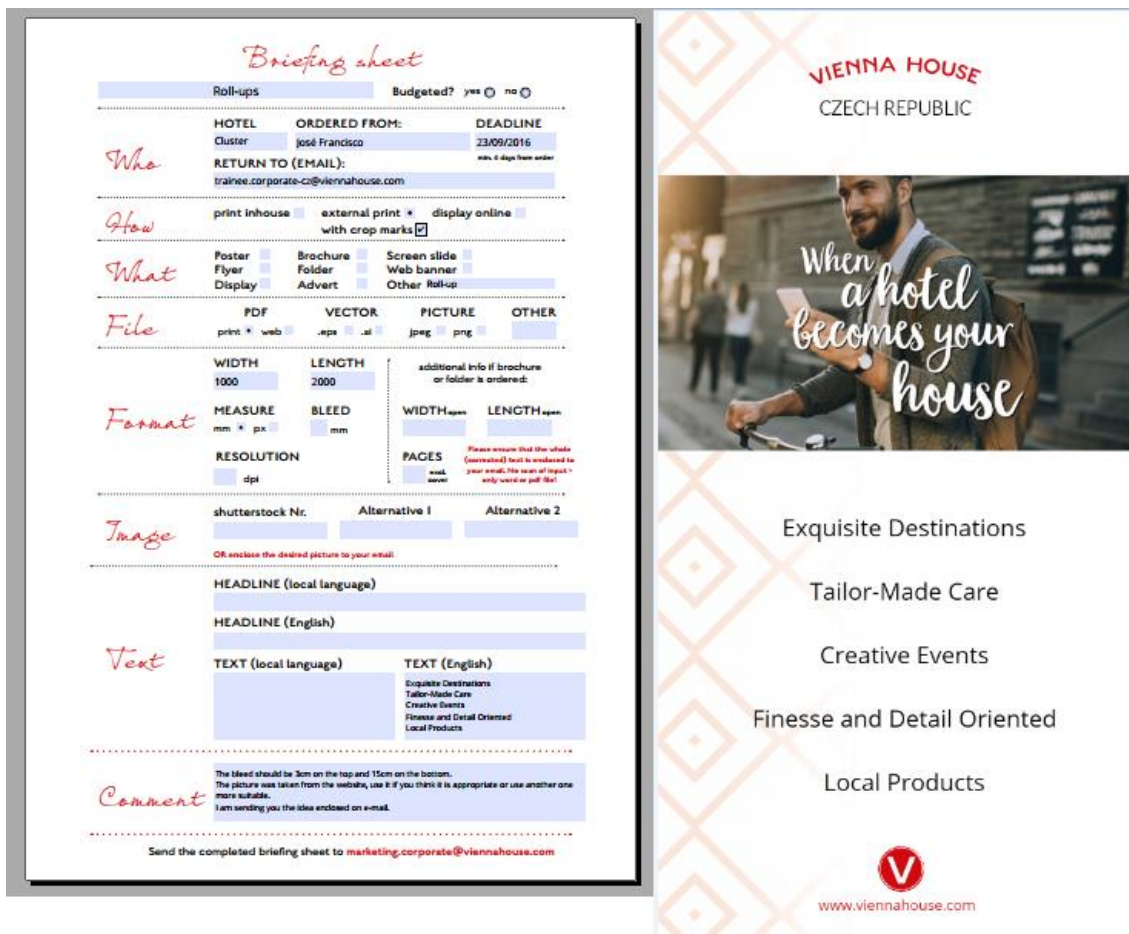 Briefing sheet
Roll-ups Budgeted? yes no
HOTEL ORDERED FROM: DEADLINE
Cluster José Francisco 23/09/2016
min. 4 days from order
Who
RETURN TO (EMAIL):
trainee.corporate-cz@viennahouse.com
How
print inhouse external print display online
with crop marks
What
Poster Brochure Screen slide
Flyer Folder Web banner
Display Advert Other Roll-up
File
PDF VECTOR PICTURE OTHER
print web .eps .ai jpeg png
Format
WIDTH LENGTH
1000 2000
additional info if brochure
or folder is ordered:
MEASURE BLEED WIDTH open LENGTH open
mm px mm
RESOLUTION
dpi
PAGES
excl.
cover
Please ensure that the whole
(corrected) text is enclosed to
your email. No scan of input >
only word or pdf file!
Image
shutterstock Nr. Alternative 1 Alternative 2
OR enclose the desired picture to your email
Text
HEADLINE (local language)
HEADLINE (English)
TEXT (local language) TEXT (English)
Exquisite Destinations
Tailor-Made Care
Creative Events
Finesse and Detail Oriented
Local Products
Comment
The bleed should be 3cm on the top and 15cm on the bottom.
The picture was taken from the website, use it if you think it is appropriate or use another one
more suitable.
I am sending you the idea enclosed on e-mail.
Send the completed briefing sheet to marketing.corporate@viennahouse.com
VIENNA HOUSE
CZECH REPUBLIC
When
a hotel
becomes your
house
Exquisite Destinations
Tailor-Made Care
Creative Events
Finesse and Detail Oriented
Local Products
V
www.viennahouse.com